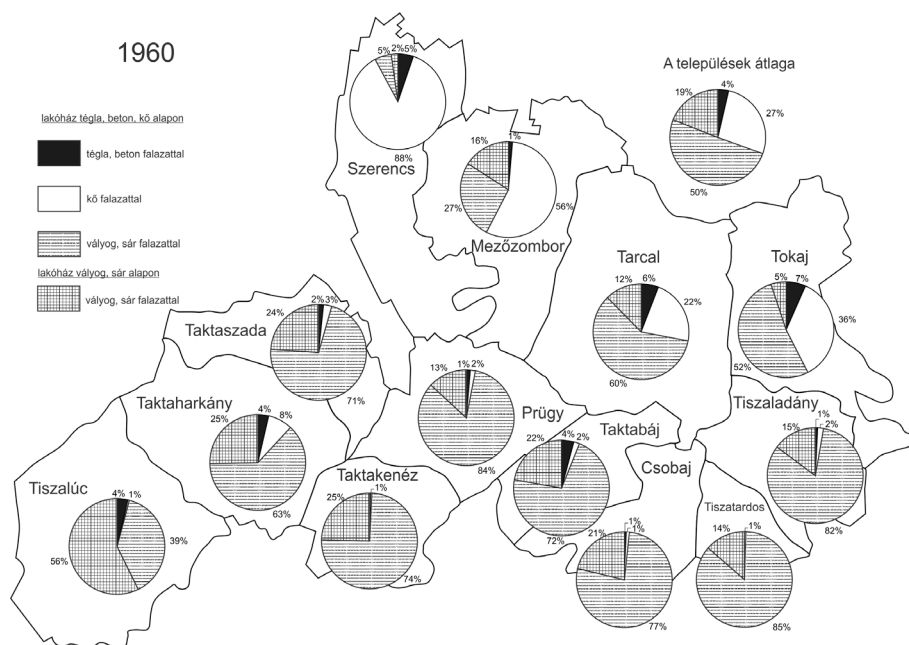 1960
lakóház tégla, beton, kő alapon
tégla, beton falazattal
kő falazattal
vályog, sár falazattal
lakóház vályog, sár alapon
vályog, sár falazattal
5% 2% 5%
88%
Szerencs
1%
16%
27%
56%
Mezőzombor
A települések átlaga
4%
19%
27%
50%
Tarcal
6%
12%
22%
60%
Tokaj
5% 7%
36%
52%
Taktaszada
2% 3%
24%
71%
Taktaharkány
4%
8%
25%
63%
Prügy
1% 2%
13%
84%
Taktabáj
22% 4% 2%
72%
Tiszaladány
1%
2%
15%
82%
Csobaj
1%
1%
21%
77%
Tiszatardos
1%
14%
85%
Taktakenéz
1%
25%
74%
Tiszalúc
4% 1%
39%
56%